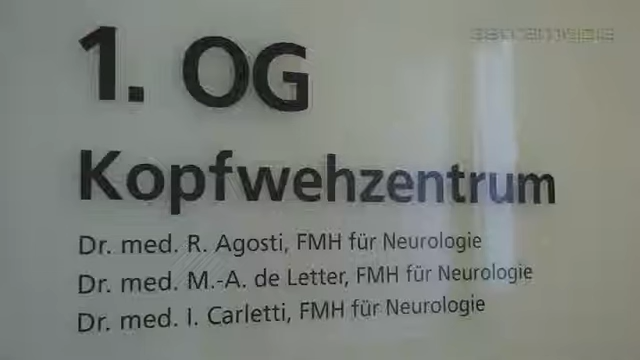 1. OG
Kopfwehzentrum
Dr. med. R. Agosti, FMH für Neurologie
Dr. med. M.-A. de Letter, FMH für Neurologie
Dr. med. I. Carletti, FMH für Neurologie